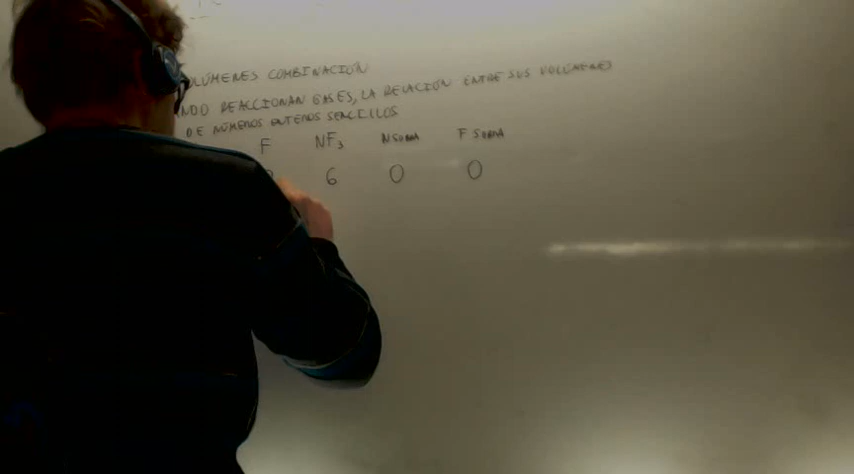 LÚMENES COMBINACIÓN
NDO REACCIONAN GASES, LA RELACIÓN ENTRE SUS VOLÚMENES
DE NÚMEROS ENTEROS SENCILLOS
F NF3 N SOBRA F SOBRA
6 0 0